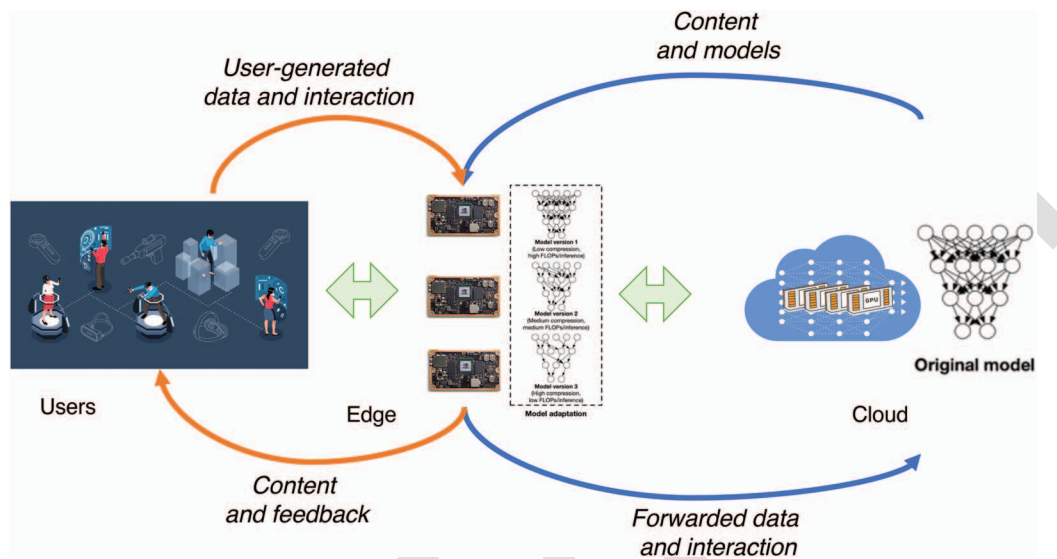 Content
and models
User-generated
data and interaction
Model version 1
(Low compression,
high FLOPs/inference)
Model version 2
(Medium compression,
medium FLOPs/inference)
Model version 3
(High compression,
low FLOPs/inference)
Model adaptation
GPU
Original model
Users
Edge
Cloud
Content
and feedback
Forwarded data
and interaction